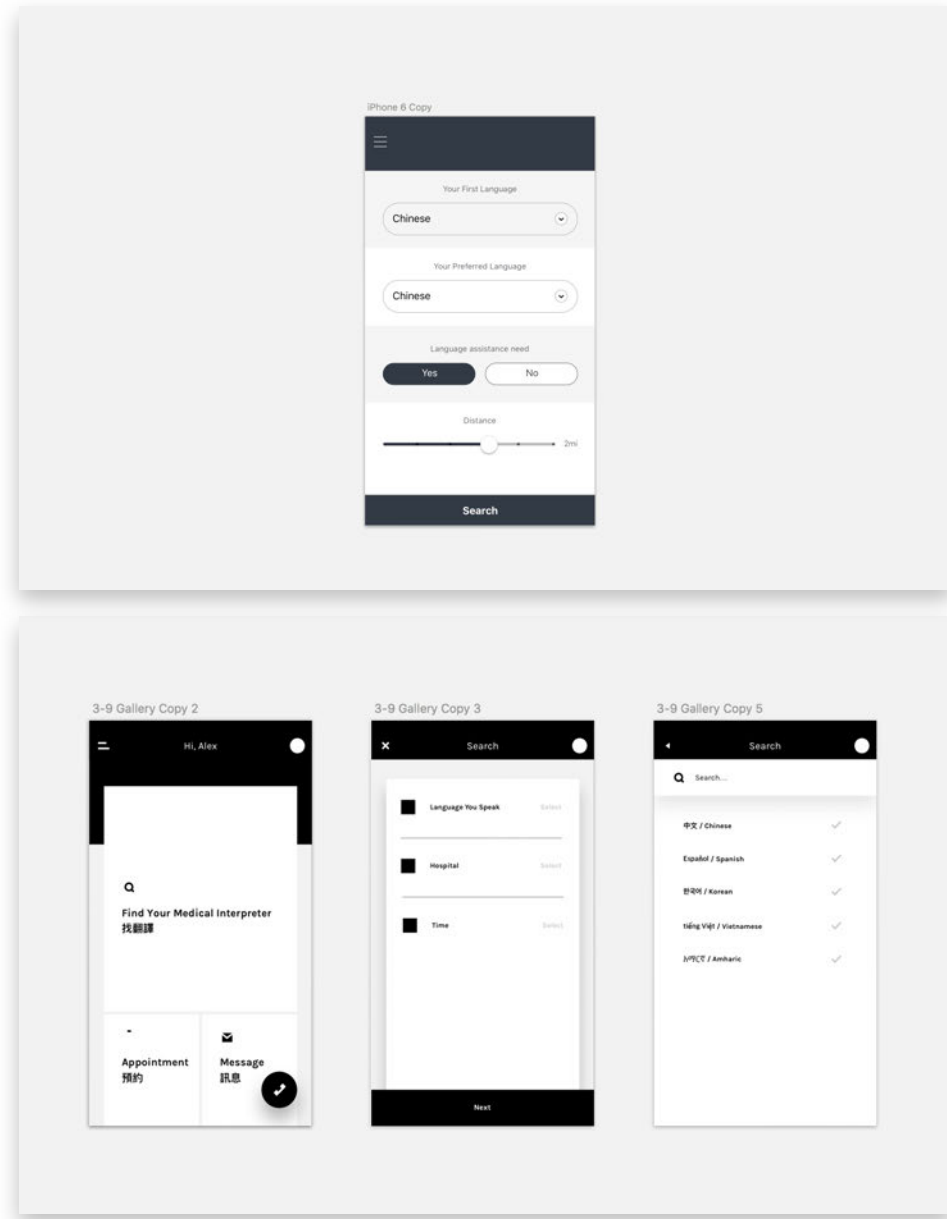 iPhone 6 Copy
Your First Language
Chinese
Your Preferred Language
Chinese
Language assistance need
Yes No
Distance
2mi
Search
3-9 Gallery Copy 2
Hi, Alex
Find Your Medical Interpreter
找翻譯
Appointment
預約
Message
訊息
3-9 Gallery Copy 3
Search
Language You Speak Select
Hospital Select
Time Select
Next
3-9 Gallery Copy 5
Search
Search...
中文 / Chinese
Español / Spanish
한국어 / Korean
tiếng Việt / Vietnamese
አማርኛ / Amharic